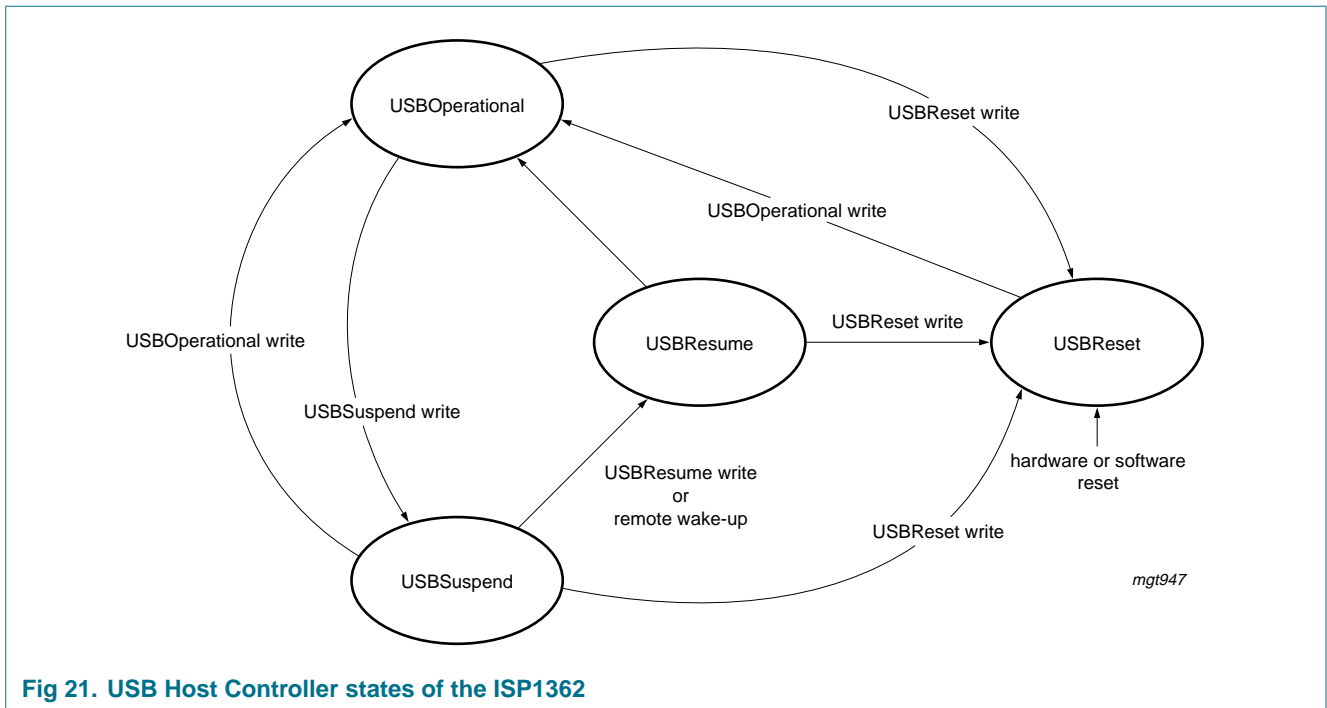 USBOperational
USBReset write
USBOperational write
USBOperational write
USBResume
USBReset write
USBReset
USBSuspend write
USBResume write
or
remote wake-up
hardware or software
reset
USBReset write
USBSuspend
mgt947
Fig 21. USB Host Controller states of the ISP1362